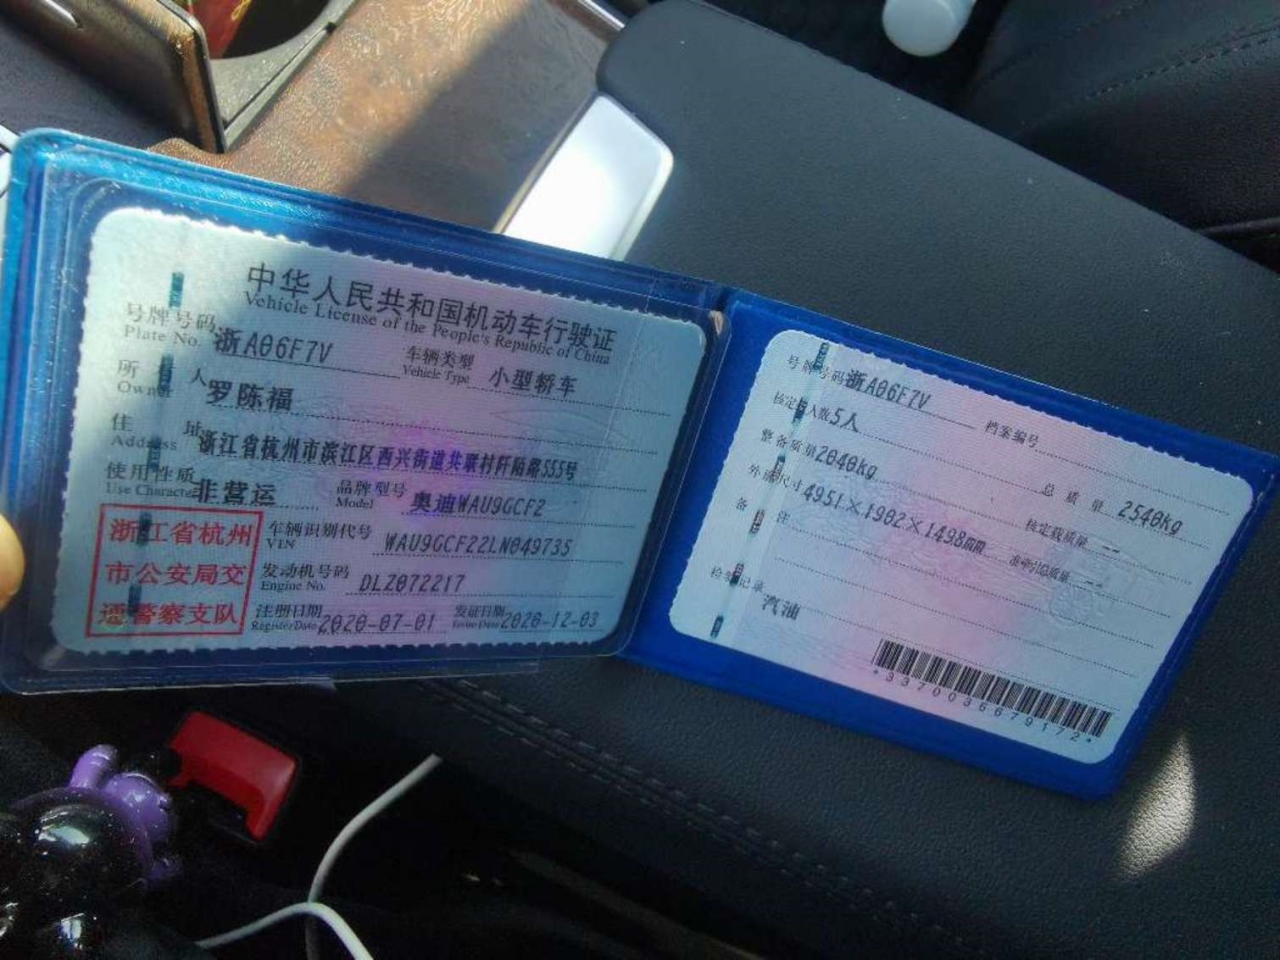 中华人民共和国机动车行驶证
Vehicle License of the People's Republic of China
号牌号码 浙A06F7V 车辆类型 小型轿车
Plate No. Vehicle Type
所 有 人 罗陈福
Owner
住 址 浙江省杭州市滨江区西兴街道共联村阡陌路555号
Address
使用性质 非营运 品牌型号 奥迪WAU9GCF2
Use Character Model
浙江省杭州
市公安局交
通警察支队
车辆识别代号 WAU9GCF22LN049735
VIN
发动机号码 DLZ072217
Engine No.
注册日期 2020-07-01 发证日期 2020-12-03
Register Date Issue Date
号牌号码 浙A06F7V 档案编号
核定载人数 5人 总 质 量 2540kg
整备质量 2040kg 核定载质量 --
外廓尺寸 4951×1902×1498mm 准牵引总质量 --
备 注
检验记录
汽油
*3370036679172*